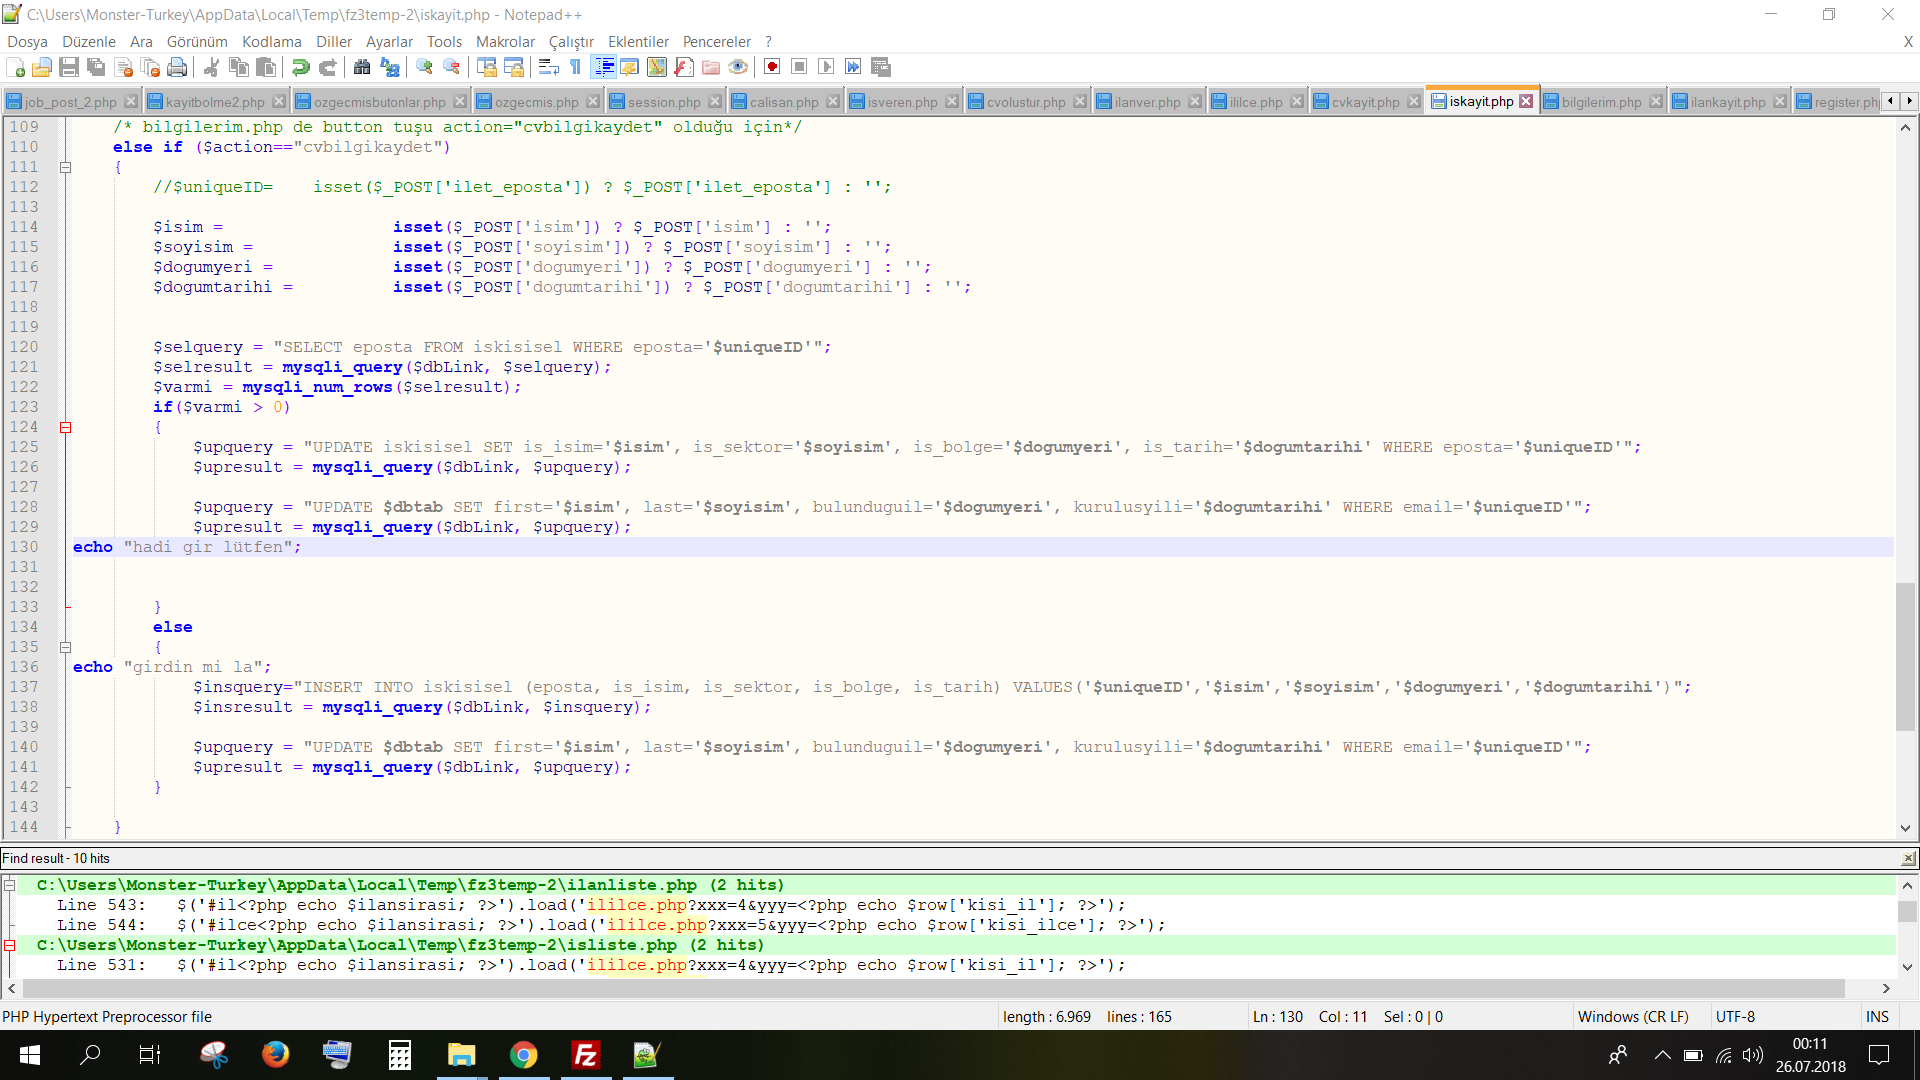 C:\Users\Monster-Turkey\AppData\Local\Temp\fz3temp-2\iskayit.php - Notepad++
Dosya Düzenle Ara Görünüm Kodlama Diller Ayarlar Tools Makrolar Çalıştır Eklentiler Pencereler ? X
job_post_2.php kayitbolme2.php ozgecmisbutonlar.php ozgecmis.php session.php calisan.php isveren.php cvolustur.php ilanver.php ililce.php cvkayit.php iskayit.php bilgilerim.php ilankayit.php register.ph
109 /* bilgilerim.php de button tuşu action="cvbilgikaydet" olduğu için*/
110 else if ($action=="cvbilgikaydet")
111 {
112 //$uniqueID= isset($_POST['ilet_eposta']) ? $_POST['ilet_eposta'] : '';
113
114 $isim = isset($_POST['isim']) ? $_POST['isim'] : '';
115 $soyisim = isset($_POST['soyisim']) ? $_POST['soyisim'] : '';
116 $dogumyeri = isset($_POST['dogumyeri']) ? $_POST['dogumyeri'] : '';
117 $dogumtarihi = isset($_POST['dogumtarihi']) ? $_POST['dogumtarihi'] : '';
118
119
120 $selquery = "SELECT eposta FROM iskisisel WHERE eposta='$uniqueID'";
121 $selresult = mysqli_query($dbLink, $selquery);
122 $varmi = mysqli_num_rows($selresult);
123 if($varmi > 0)
124 {
125 $upquery = "UPDATE iskisisel SET is_isim='$isim', is_sektor='$soyisim', is_bolge='$dogumyeri', is_tarih='$dogumtarihi' WHERE eposta='$uniqueID'";
126 $upresult = mysqli_query($dbLink, $upquery);
127
128 $upquery = "UPDATE $dbtab SET first='$isim', last='$soyisim', bulunduguil='$dogumyeri', kurulusyili='$dogumtarihi' WHERE email='$uniqueID'";
129 $upresult = mysqli_query($dbLink, $upquery);
130 echo "hadi gir lütfen";
131
132
133 }
134 else
135 {
136 echo "girdin mi la";
137 $insquery="INSERT INTO iskisisel (eposta, is_isim, is_sektor, is_bolge, is_tarih) VALUES('$uniqueID','$isim','$soyisim','$dogumyeri','$dogumtarihi')";
138 $insresult = mysqli_query($dbLink, $insquery);
139
140 $upquery = "UPDATE $dbtab SET first='$isim', last='$soyisim', bulunduguil='$dogumyeri', kurulusyili='$dogumtarihi' WHERE email='$uniqueID'";
141 $upresult = mysqli_query($dbLink, $upquery);
142 }
143
144 }
Find result - 10 hits
C:\Users\Monster-Turkey\AppData\Local\Temp\fz3temp-2\ilanliste.php (2 hits)
Line 543: $('#il<?php echo $ilansirasi; ?>').load('ililce.php?xxx=4&yyy=<?php echo $row['kisi_il']; ?>');
Line 544: $('#ilce<?php echo $ilansirasi; ?>').load('ililce.php?xxx=5&yyy=<?php echo $row['kisi_ilce']; ?>');
C:\Users\Monster-Turkey\AppData\Local\Temp\fz3temp-2\isliste.php (2 hits)
Line 531: $('#il<?php echo $ilansirasi; ?>').load('ililce.php?xxx=4&yyy=<?php echo $row['kisi_il']; ?>');
PHP Hypertext Preprocessor file length : 6.969 lines : 165 Ln : 130 Col : 11 Sel : 0 | 0 Windows (CR LF) UTF-8 INS
00:11
26.07.2018